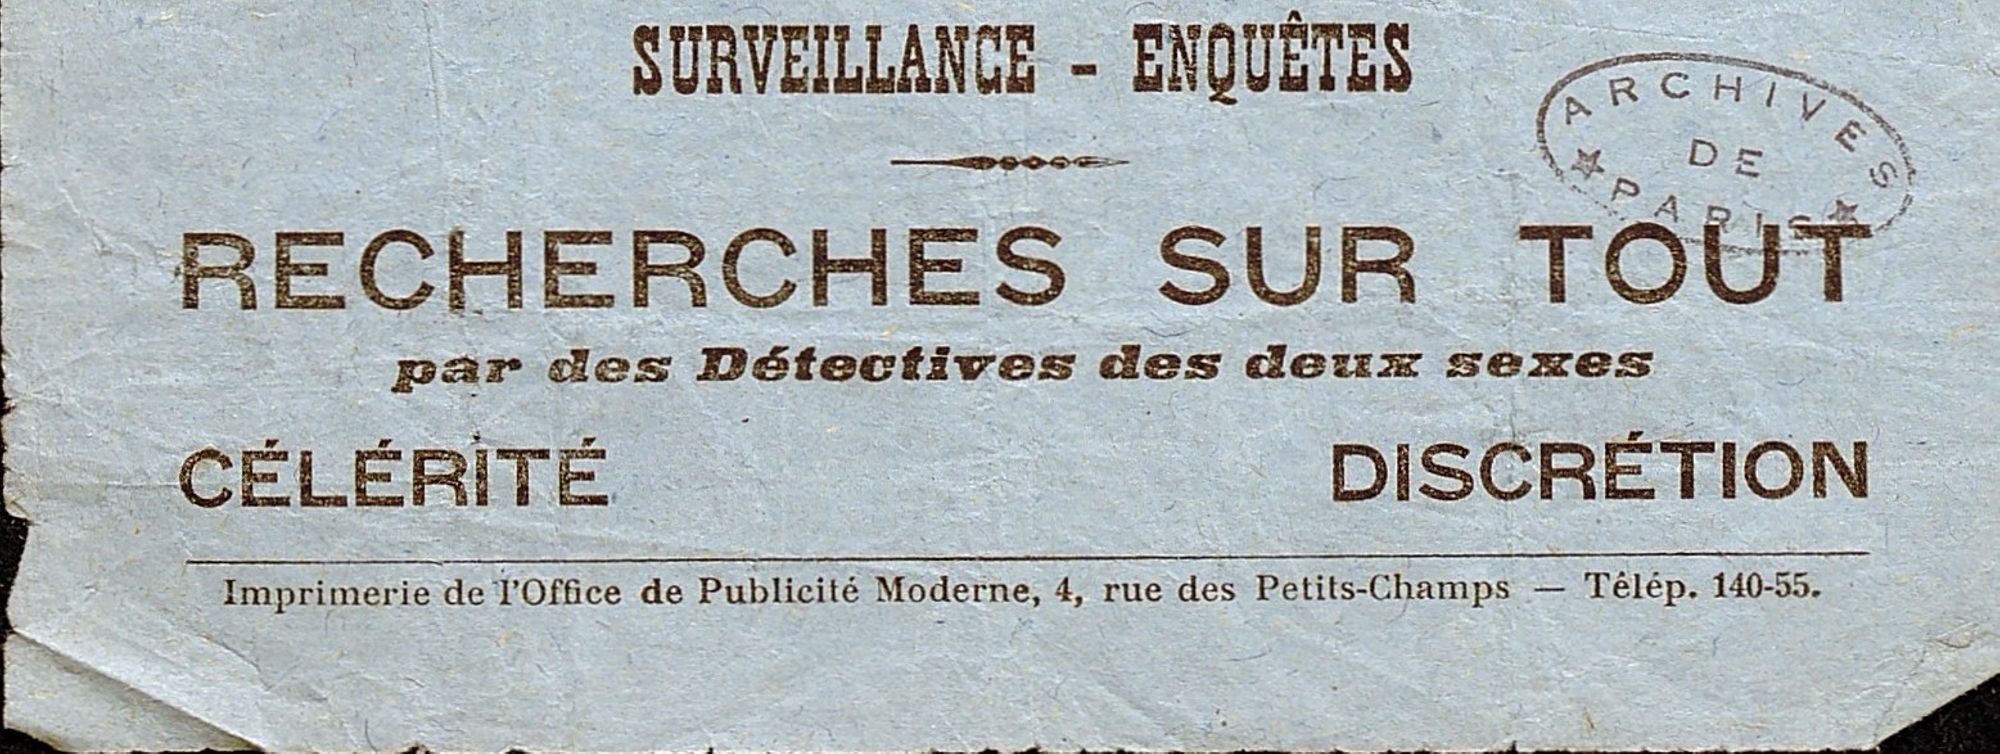 SURVEILLANCE - ENQUÊTES
ARCHIVES
DE
PARIS
RECHERCHES SUR TOUT
par des Détectives des deux sexes
CÉLÉRITÉ DISCRÉTION
Imprimerie de l'Office de Publicité Moderne, 4, rue des Petits-Champs — Télép. 140-55.